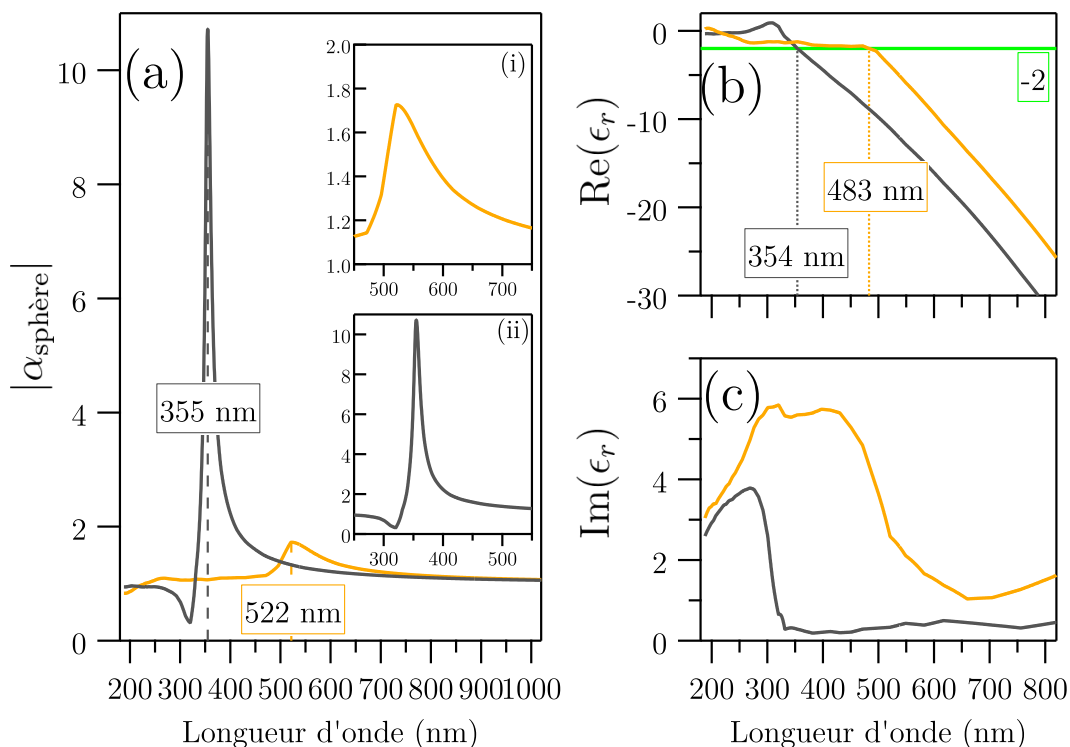 (a)
|α_sphère|
10
8
6
4
2
0
355 nm
522 nm
200 300 400 500 600 700 800 900 1000
Longueur d'onde (nm)
(i)
2.0
1.8
1.6
1.4
1.2
1.0
500 600 700
(ii)
10
8
6
4
2
0
300 400 500
(b)
Re(ϵ_r)
0
-10
-20
-30
-2
483 nm
354 nm
(c)
Im(ϵ_r)
6
4
2
0
200 300 400 500 600 700 800
Longueur d'onde (nm)